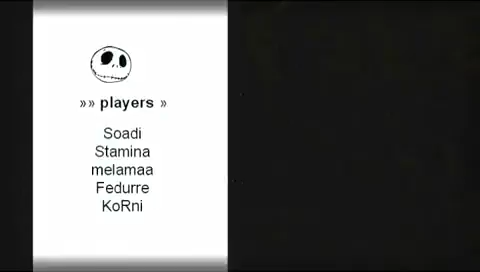 »» players »
Soadi
Stamina
melamaa
Fedurre
KoRni